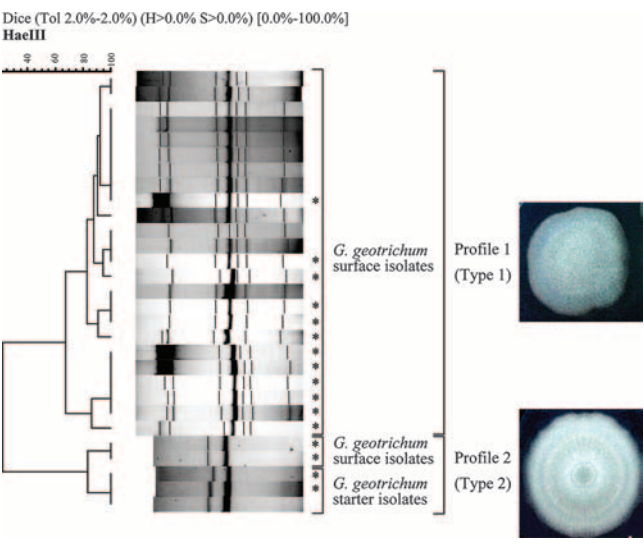 Dice (Tol 2.0%-2.0%) (H>0.0% S>0.0%) [0.0%-100.0%]
HaeIII
40
60
80
100
*
*
*
*
*
*
*
*
*
*
*
*
G. geotrichum
surface isolates
Profile 1
(Type 1)
*
*
G. geotrichum
surface isolates
*
*
G. geotrichum
starter isolates
Profile 2
(Type 2)